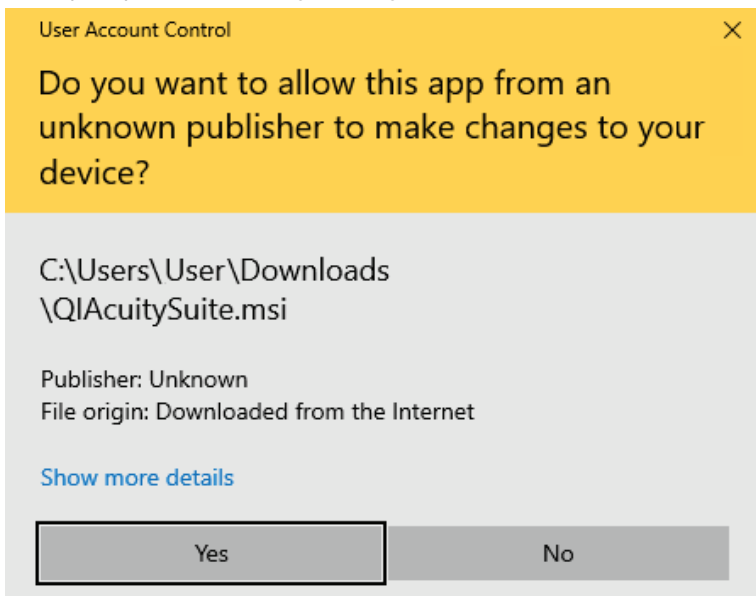 User Account Control
Do you want to allow this app from an
unknown publisher to make changes to your
device?
C:\Users\User\Downloads
\QIAcuitySuite.msi
Publisher: Unknown
File origin: Downloaded from the Internet
Show more details
Yes
No